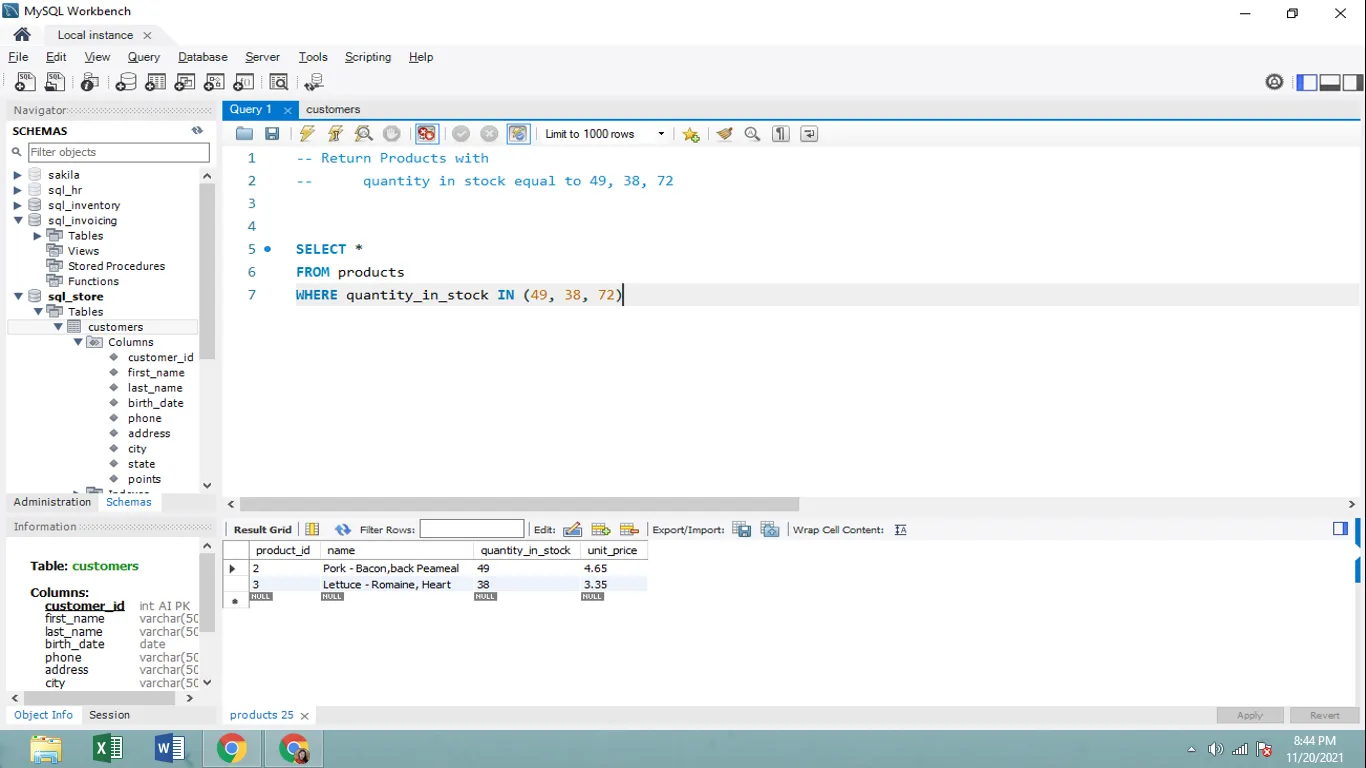 MySQL Workbench
Local instance
File Edit View Query Database Server Tools Scripting Help
Navigator
SCHEMAS
Filter objects
sakila
sql_hr
sql_inventory
sql_invoicing
Tables
Views
Stored Procedures
Functions
sql_store
Tables
customers
Columns
customer_id
first_name
last_name
birth_date
phone
address
city
state
points
Administration Schemas
Information
Table: customers
Columns:
customer_id int AI PK
first_name varchar(50
last_name varchar(50
birth_date date
phone varchar(50
address varchar(50
city varchar(50
Object Info Session
Query 1 customers
Limit to 1000 rows
1 -- Return Products with
2 -- quantity in stock equal to 49, 38, 72
3
4
5 SELECT *
6 FROM products
7 WHERE quantity_in_stock IN (49, 38, 72)
Result Grid Filter Rows: Edit: Export/Import: Wrap Cell Content:
product_id name quantity_in_stock unit_price
2 Pork - Bacon,back Peameal 49 4.65
3 Lettuce - Romaine, Heart 38 3.35
NULL NULL NULL NULL
products 25
Apply Revert
8:44 PM
11/20/2021